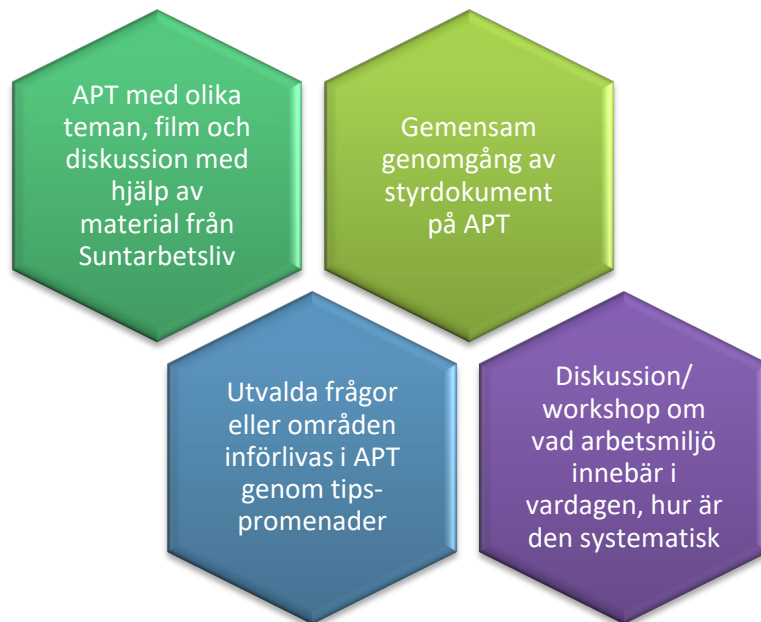 APT med olika
teman, film och
diskussion med
hjälp av
material från
Suntarbetsliv
Gemensam
genomgång av
styrdokument
på APT
Utvalda frågor
eller områden
införlivas i APT
genom tips-
promenader
Diskussion/
workshop om
vad arbetsmiljö
innebär i
vardagen, hur är
den systematisk